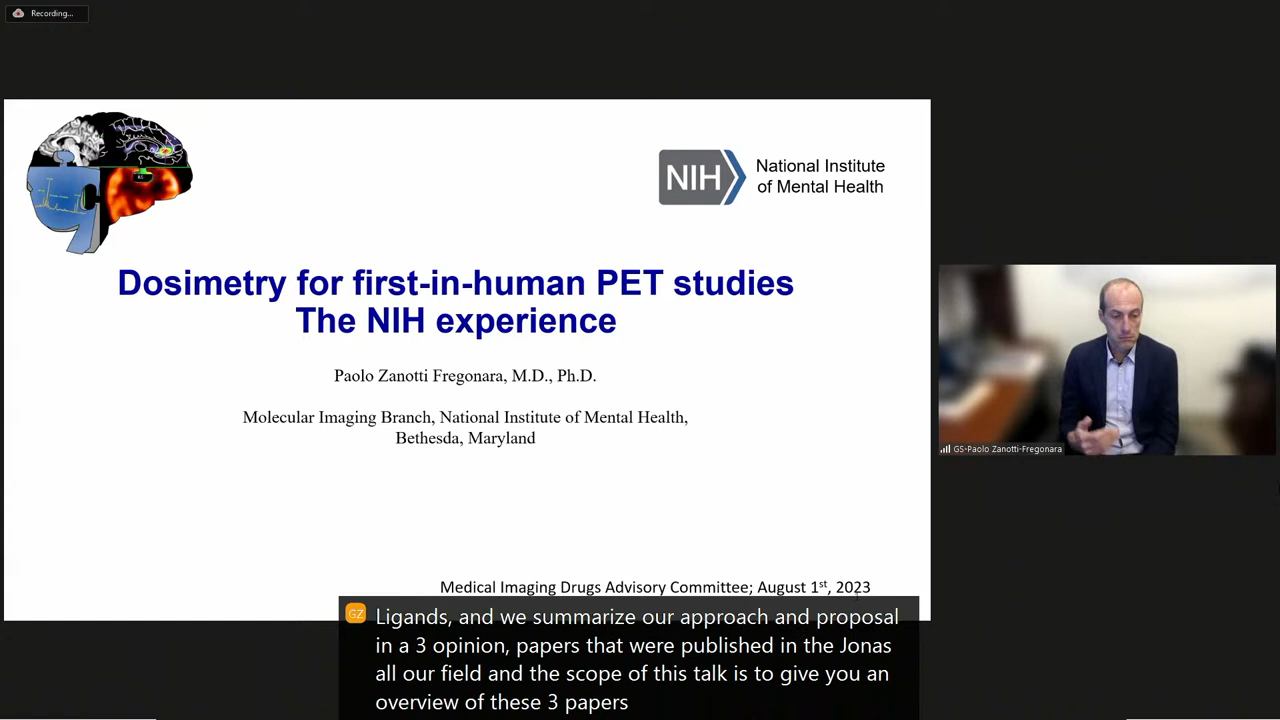 Recording...
NIH
National Institute
of Mental Health
Dosimetry for first-in-human PET studies
The NIH experience
Paolo Zanotti Fregonara, M.D., Ph.D.
Molecular Imaging Branch, National Institute of Mental Health,
Bethesda, Maryland
GS-Paolo Zanotti-Fregonara
Medical Imaging Drugs Advisory Committee; August 1st, 2023
GZ
Ligands, and we summarize our approach and proposal
in a 3 opinion, papers that were published in the Jonas
all our field and the scope of this talk is to give you an
overview of these 3 papers